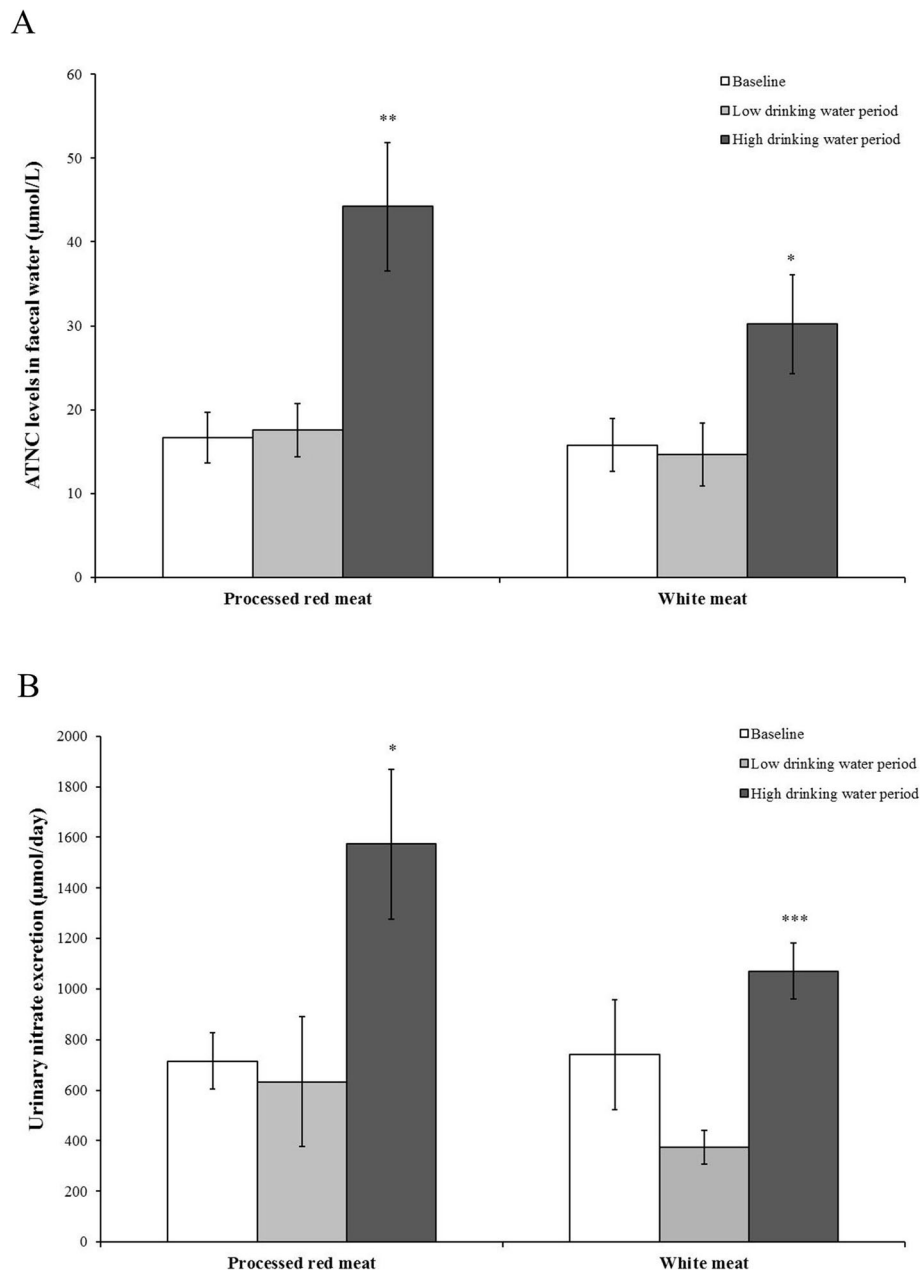 A
60
50
40
30
20
10
0
ATNC levels in faecal water (µmol/L)
Baseline
Low drinking water period
High drinking water period
**
*
Processed red meat
White meat
B
2000
1800
1600
1400
1200
1000
800
600
400
200
0
Urinary nitrate excretion (µmol/day)
Baseline
Low drinking water period
High drinking water period
*
***
Processed red meat
White meat